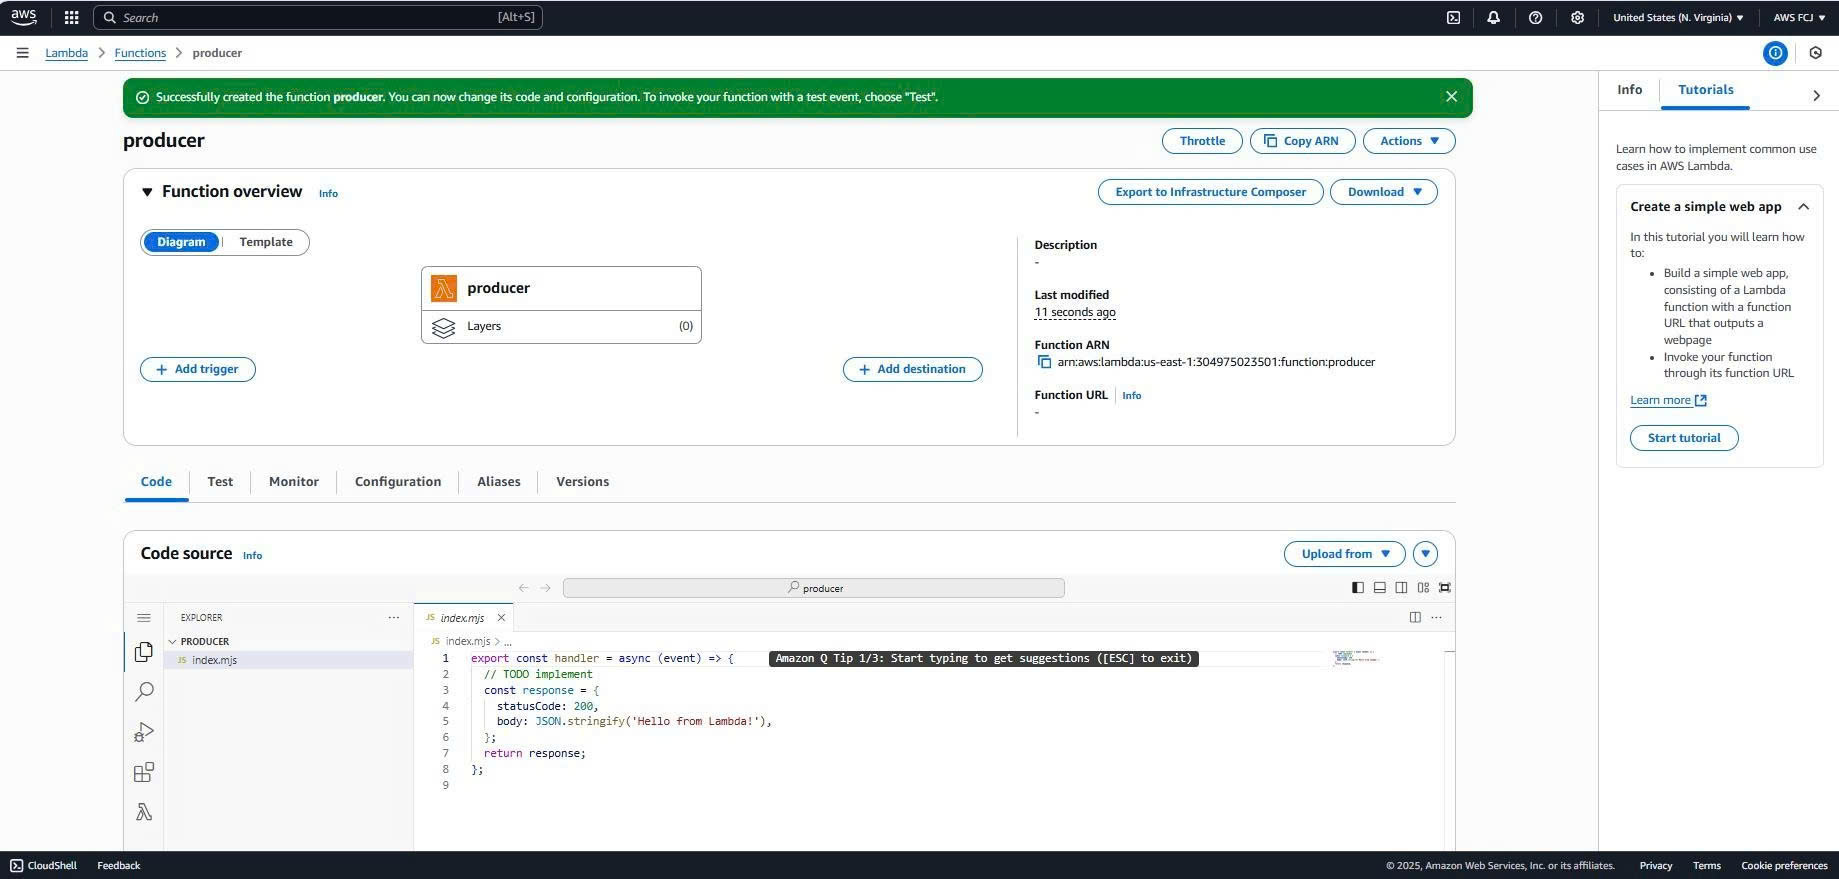 aws
Search [Alt+S]
United States (N. Virginia)
AWS FCJ
Lambda
Functions
producer
Successfully created the function producer. You can now change its code and configuration. To invoke your function with a test event, choose "Test".
producer
Throttle
Copy ARN
Actions
Function overview Info
Export to Infrastructure Composer
Download
Diagram
Template
producer
Layers (0)
Add trigger
Add destination
Description
-
Last modified
11 seconds ago
Function ARN
arn:aws:lambda:us-east-1:304975023501:function:producer
Function URL Info
-
Code
Test
Monitor
Configuration
Aliases
Versions
Code source Info
Upload from
producer
EXPLORER
PRODUCER
JS index.mjs
JS index.mjs
JS index.mjs > ...
1 export const handler = async (event) => {
Amazon Q Tip 1/3: Start typing to get suggestions ([ESC] to exit)
2 // TODO implement
3 const response = {
4 statusCode: 200,
5 body: JSON.stringify('Hello from Lambda!'),
6 };
7 return response;
8 };
9
Info
Tutorials
Learn how to implement common use
cases in AWS Lambda.
Create a simple web app
In this tutorial you will learn how
to:
• Build a simple web app,
consisting of a Lambda
function with a function
URL that outputs a
webpage
• Invoke your function
through its function URL
Learn more
Start tutorial
CloudShell
Feedback
© 2025, Amazon Web Services, Inc. or its affiliates.
Privacy
Terms
Cookie preferences